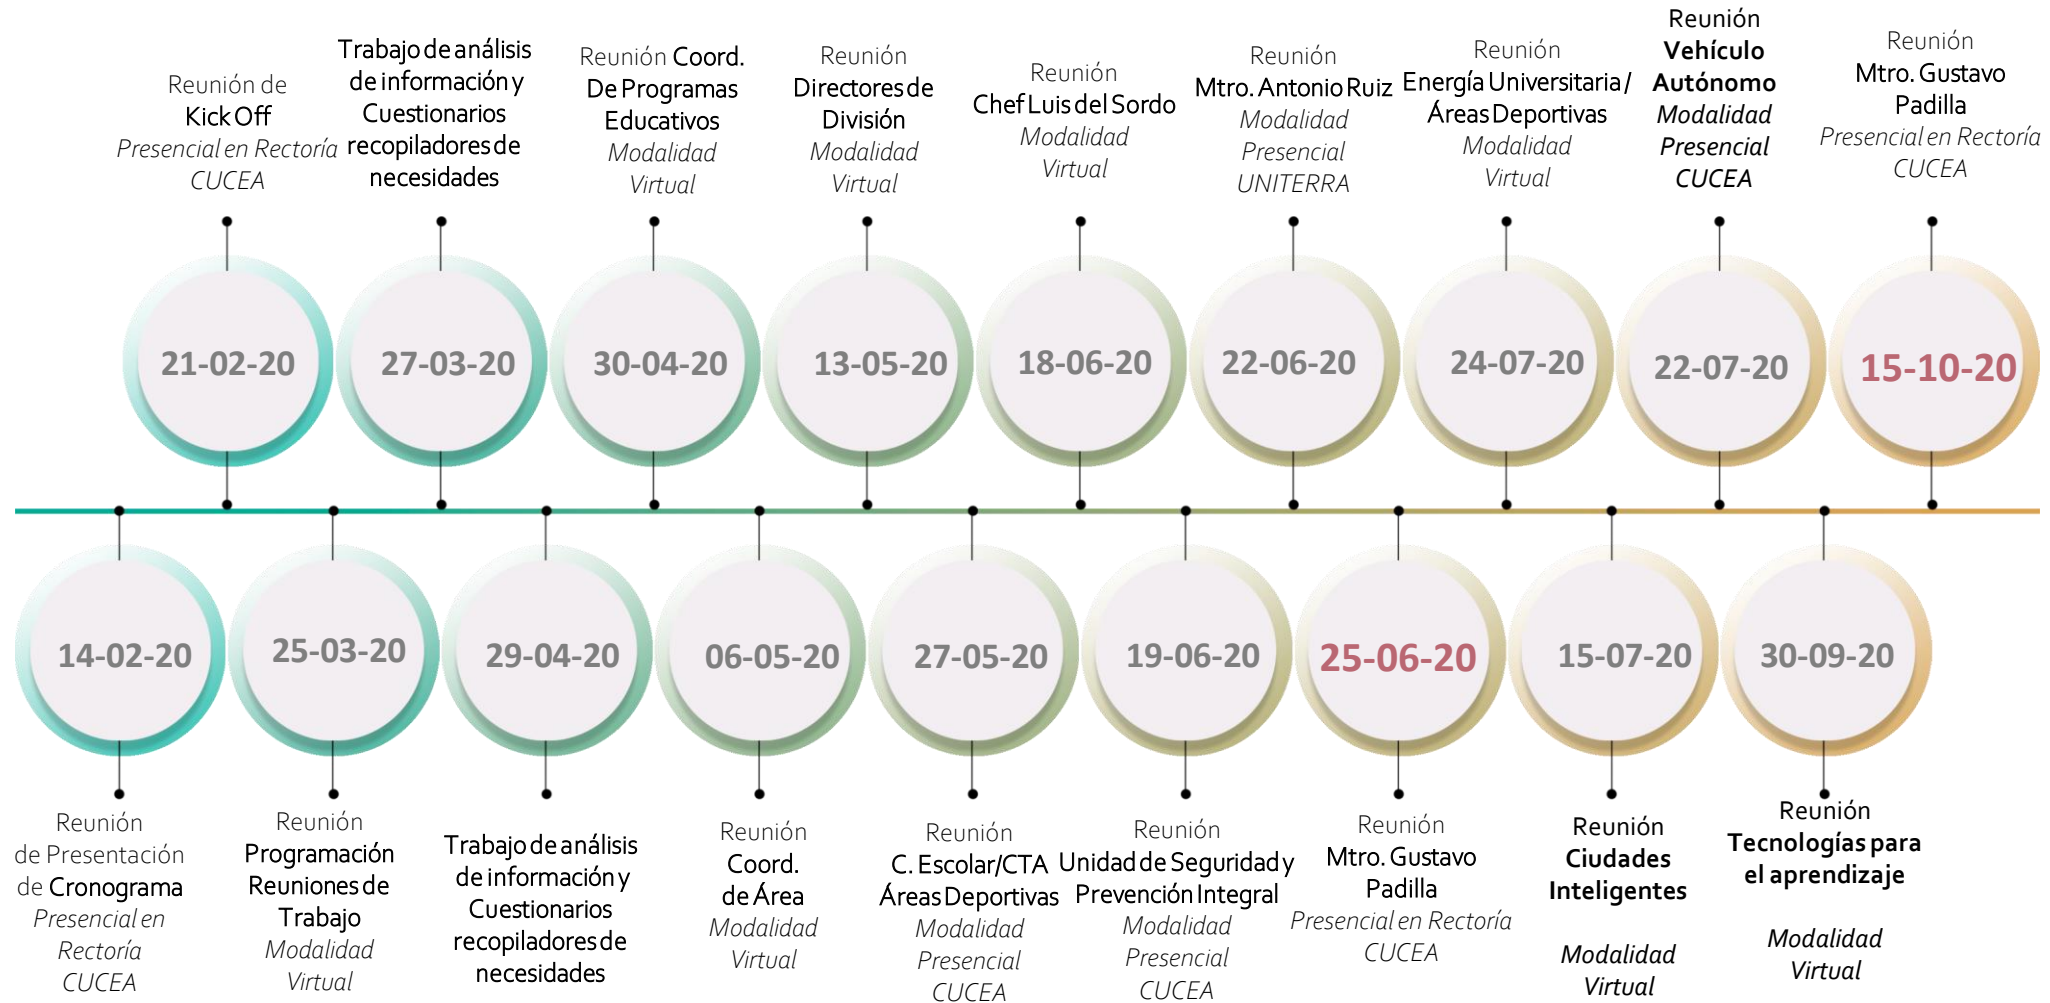 Reunión de
Kick Off
Presencial en Rectoría
CUCEA
Trabajo de análisis
de información y
Cuestionarios
recopiladores de
necesidades
Reunión Coord.
De Programas
Educativos
Modalidad
Virtual
Reunión
Directores de
División
Modalidad
Virtual
Reunión
Chef Luis del Sordo
Modalidad
Virtual
Reunión
Mtro. Antonio Ruiz
Modalidad
Presencial
UNITERRA
Reunión
Energía Universitaria /
Áreas Deportivas
Modalidad
Virtual
Reunión
Vehículo
Autónomo
Modalidad
Presencial
CUCEA
Reunión
Mtro. Gustavo
Padilla
Presencial en Rectoría
CUCEA
21-02-20
27-03-20
30-04-20
13-05-20
18-06-20
22-06-20
24-07-20
22-07-20
15-10-20
14-02-20
25-03-20
29-04-20
06-05-20
27-05-20
19-06-20
25-06-20
15-07-20
30-09-20
Reunión
de Presentación
de Cronograma
Presencial en
Rectoría
CUCEA
Reunión
Programación
Reuniones de
Trabajo
Modalidad
Virtual
Trabajo de análisis
de información y
Cuestionarios
recopiladores de
necesidades
Reunión
Coord.
de Área
Modalidad
Virtual
Reunión
C. Escolar/CTA
Áreas Deportivas
Modalidad
Presencial
CUCEA
Reunión
Unidad de Seguridad y
Prevención Integral
Modalidad
Presencial
CUCEA
Reunión
Mtro. Gustavo
Padilla
Presencial en Rectoría
CUCEA
Reunión
Ciudades
Inteligentes
Modalidad
Virtual
Reunión
Tecnologías para
el aprendizaje
Modalidad
Virtual